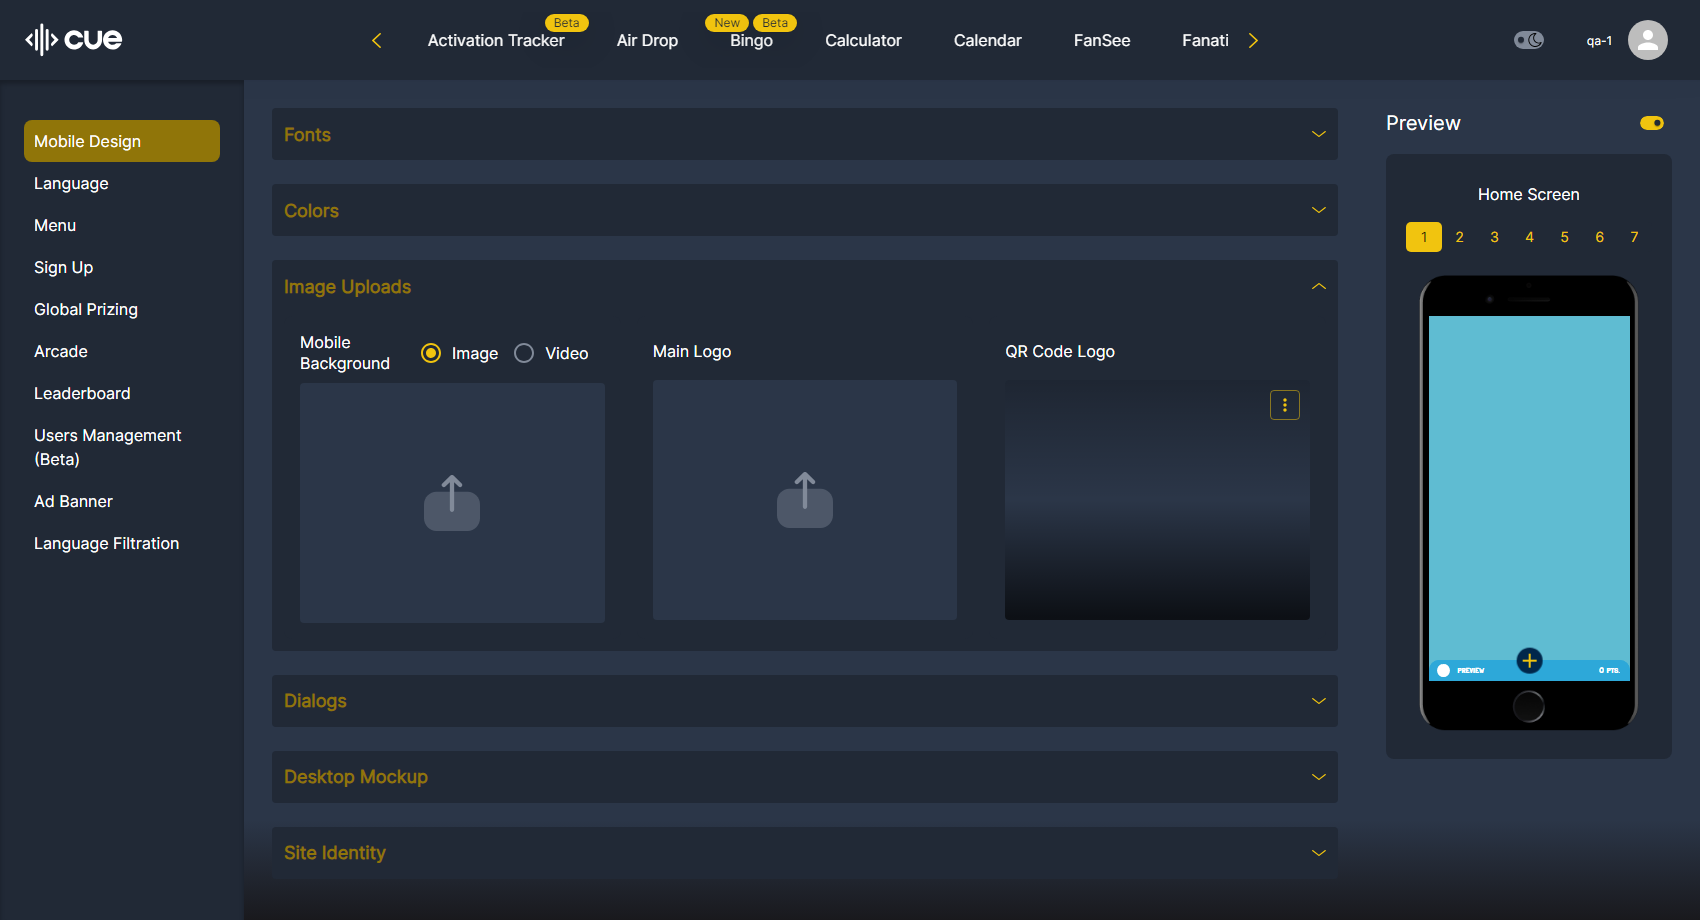 cue
Activation Tracker
Beta
Air Drop
New
Beta
Bingo
Calculator
Calendar
FanSee
Fanati
qa-1
Mobile Design
Language
Menu
Sign Up
Global Prizing
Arcade
Leaderboard
Users Management
(Beta)
Ad Banner
Language Filtration
Fonts
Colors
Image Uploads
Mobile
Background
Image
Video
Main Logo
QR Code Logo
Dialogs
Desktop Mockup
Site Identity
Preview
Home Screen
1 2 3 4 5 6 7
PREVIEW
0 PTS.